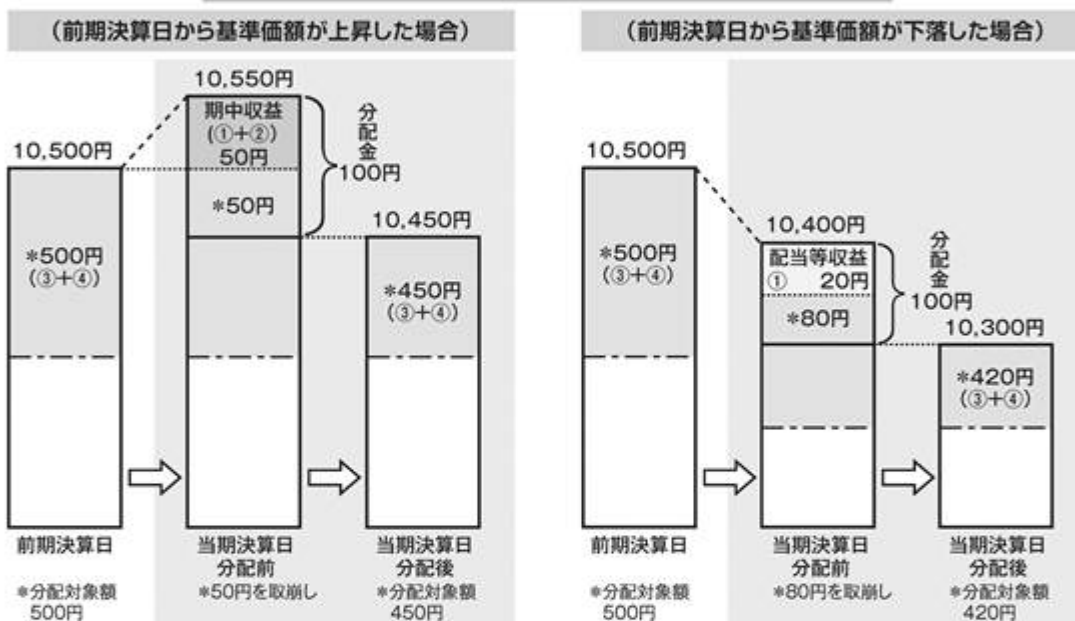 (前期決算日から基準価額が上昇した場合)
10,550円
期中収益
(①+②)
50円
*50円
分配金
100円
10,500円
*500円
(③+④)
10,450円
*450円
(③+④)
前期決算日
*分配対象額
500円
当期決算日
分配前
*50円を取崩し
当期決算日
分配後
*分配対象額
450円
(前期決算日から基準価額が下落した場合)
10,500円
*500円
(③+④)
10,400円
配当等収益
① 20円
*80円
分配金
100円
10,300円
*420円
(③+④)
前期決算日
*分配対象額
500円
当期決算日
分配前
*80円を取崩し
当期決算日
分配後
*分配対象額
420円